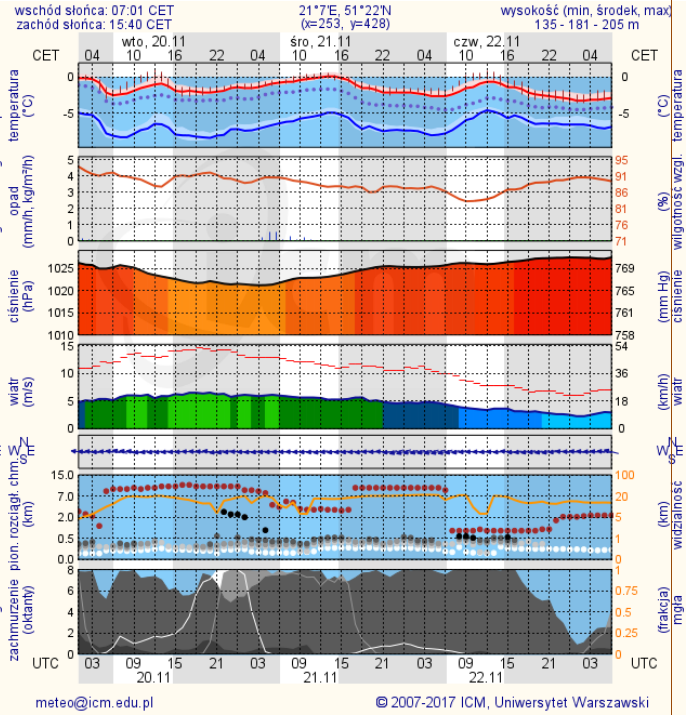 wschód słońca: 07:01 CET 21°7'E, 51°22'N wysokość (min, środek, max)
zachód słońca: 15:40 CET (x=253, y=428) 135 - 181 - 205 m
wto, 20.11 śro, 21.11 czw, 22.11
CET 04 10 16 22 04 10 16 22 04 10 16 22 04 CET
temperatura (°C)
0 0
-5 -5
temperatura (°C)
opad (mm/h, kg/m²/h)
5 95
4 91
3 86
2 81
1 76
0 71
(%) wilgotność wzgl.
ciśnienie (hPa)
1025 769
1020 765
1015 761
1010 758
(mm Hg) ciśnienie
wiatr (m/s)
15 54
10 36
5 18
0 0
(km/h) wiatr
N
W E
S
N
W E
S
pion. rozciągł. chm. (km)
15.0 100
7.0 20
2.0 5
0.5 1
0.0 0
(km) widzialność
zachmurzenie (oktanty)
8 1
6 0.75
4 0.5
2 0.25
0 0
(frakcja) mgła
UTC 03 09 15 21 03 09 15 21 03 09 15 21 03 UTC
20.11 21.11 22.11
meteo@icm.edu.pl © 2007-2017 ICM, Uniwersytet Warszawski